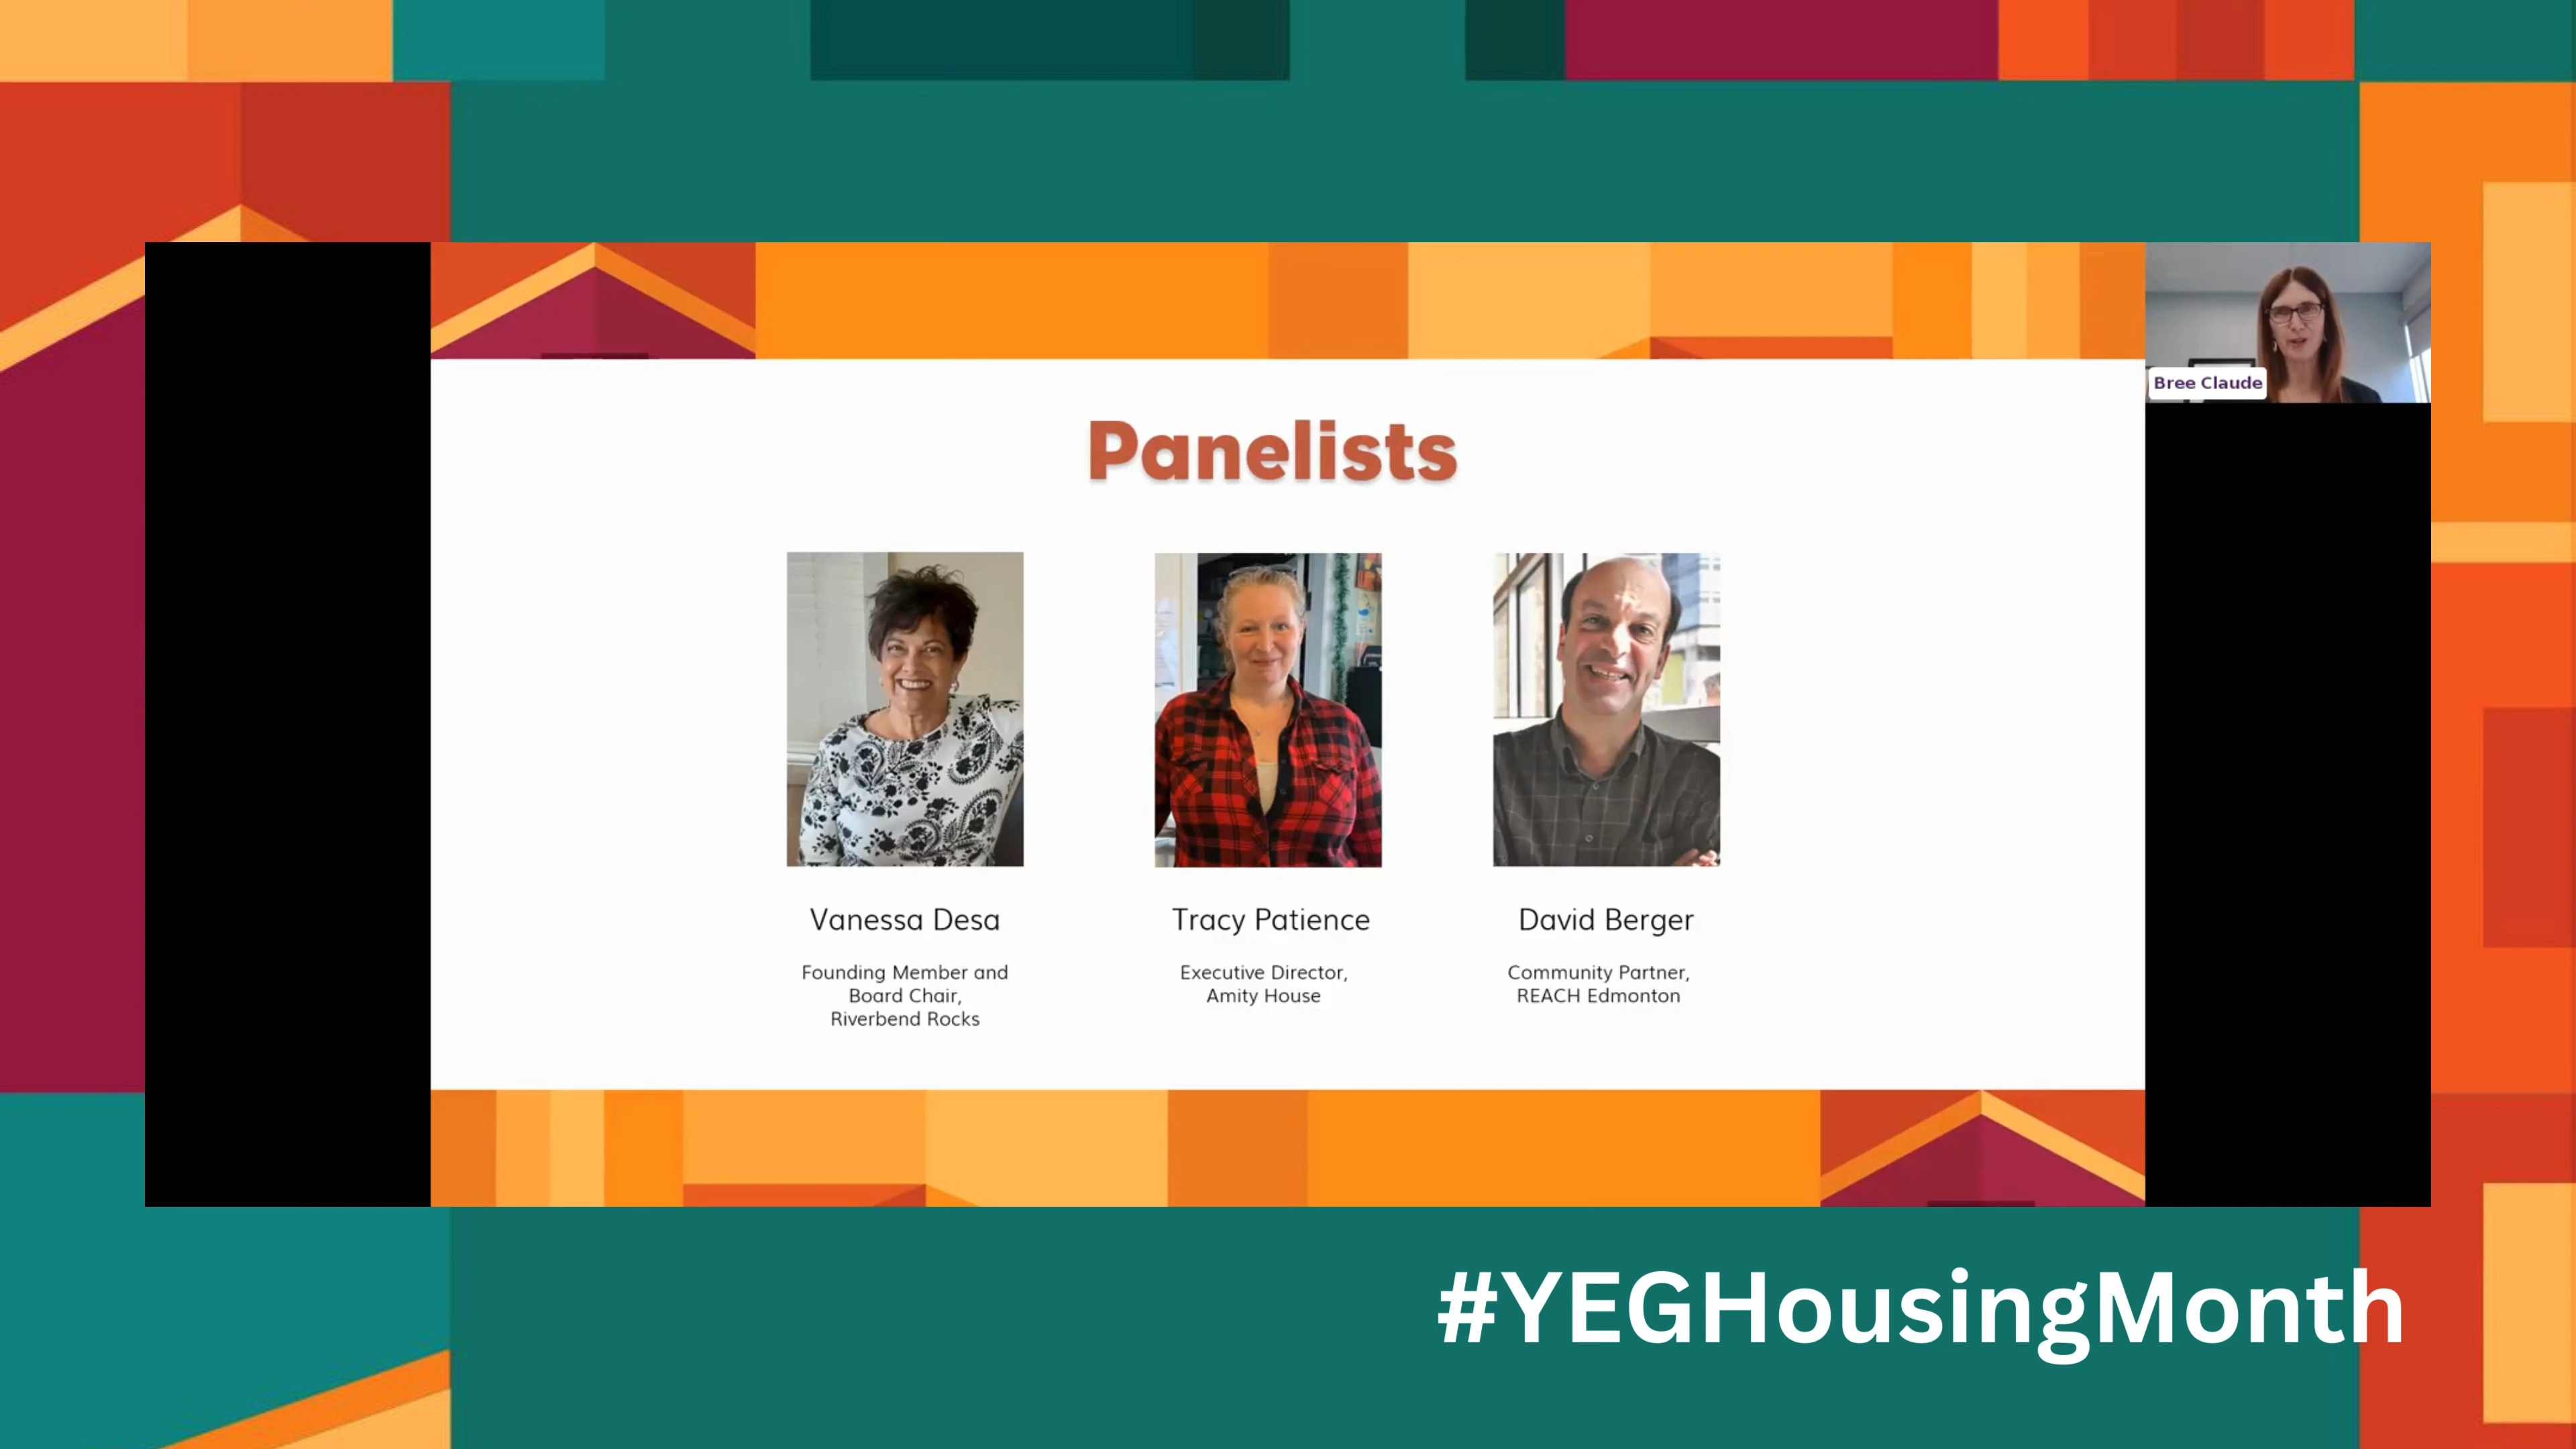 Bree Claude
Panelists
Vanessa Desa
Founding Member and
Board Chair,
Riverbend Rocks
Tracy Patience
Executive Director,
Amity House
David Berger
Community Partner,
REACH Edmonton
#YEGHousingMonth